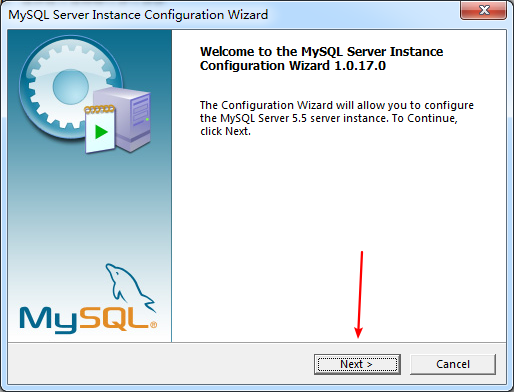 MySQL Server Instance Configuration Wizard
Welcome to the MySQL Server Instance
Configuration Wizard 1.0.17.0
The Configuration Wizard will allow you to configure
the MySQL Server 5.5 server instance. To Continue,
click Next.
MySQL®
Next >
Cancel